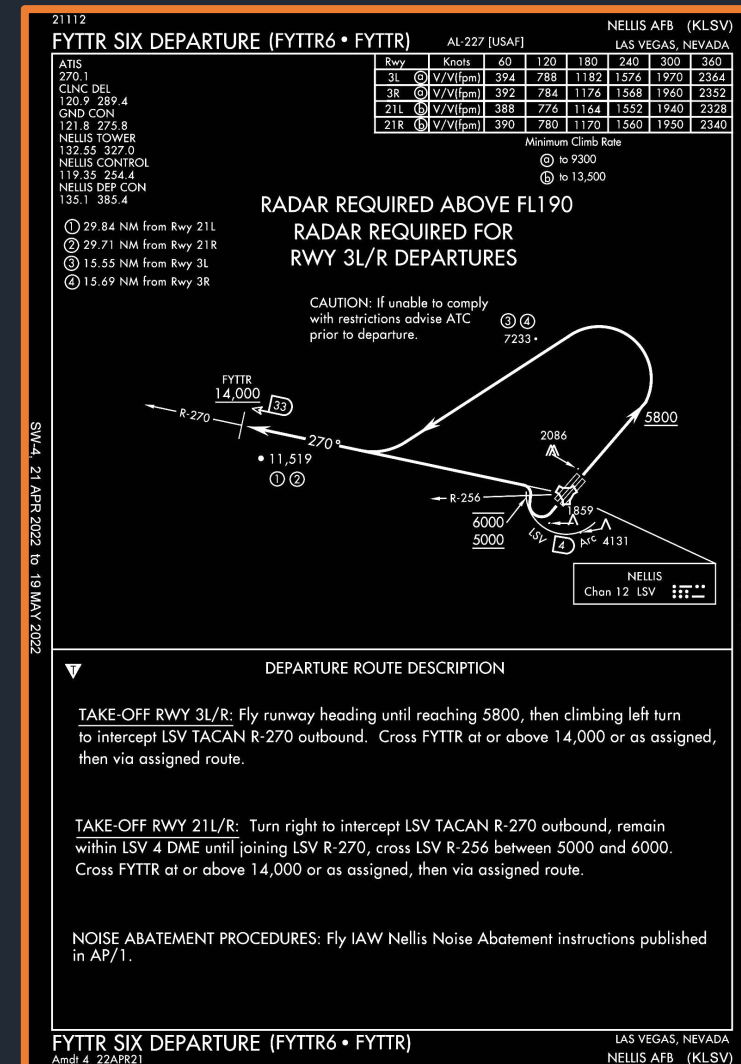 21112
NELLIS AFB (KLSV)
FYTTR SIX DEPARTURE (FYTTR6 • FYTTR)
AL-227 [USAF]
LAS VEGAS, NEVADA
ATIS
270.1
CLNC DEL
120.9 289.4
GND CON
121.8 275.8
NELLIS TOWER
132.55 327.0
NELLIS CONTROL
119.35 254.4
NELLIS DEP CON
135.1 385.4
Rwy Knots 60 120 180 240 300 360
3L ⓐ V/V(fpm) 394 788 1182 1576 1970 2364
3R ⓐ V/V(fpm) 392 784 1176 1568 1960 2352
21L ⓑ V/V(fpm) 388 776 1164 1552 1940 2328
21R ⓑ V/V(fpm) 390 780 1170 1560 1950 2340
Minimum Climb Rate
ⓐ to 9300
ⓑ to 13,500
① 29.84 NM from Rwy 21L
② 29.71 NM from Rwy 21R
③ 15.55 NM from Rwy 3L
④ 15.69 NM from Rwy 3R
RADAR REQUIRED ABOVE FL190
RADAR REQUIRED FOR
RWY 3L/R DEPARTURES
CAUTION: If unable to comply
with restrictions advise ATC
prior to departure.
③ ④
7233
FYTTR
14,000
33
R-270
270°
11,519
① ②
5800
2086
R-256
6000
5000
1859
LSV 4 Arc
4131
NELLIS
Chan 12 LSV
SW-4, 21 APR 2022 to 19 MAY 2022
T
DEPARTURE ROUTE DESCRIPTION
TAKE-OFF RWY 3L/R: Fly runway heading until reaching 5800, then climbing left turn
to intercept LSV TACAN R-270 outbound. Cross FYTTR at or above 14,000 or as assigned,
then via assigned route.
TAKE-OFF RWY 21L/R: Turn right to intercept LSV TACAN R-270 outbound, remain
within LSV 4 DME until joining LSV R-270, cross LSV R-256 between 5000 and 6000.
Cross FYTTR at or above 14,000 or as assigned, then via assigned route.
NOISE ABATEMENT PROCEDURES: Fly IAW Nellis Noise Abatement instructions published
in AP/1.
FYTTR SIX DEPARTURE (FYTTR6 • FYTTR)
Amdt 4 22APR21
LAS VEGAS, NEVADA
NELLIS AFB (KLSV)